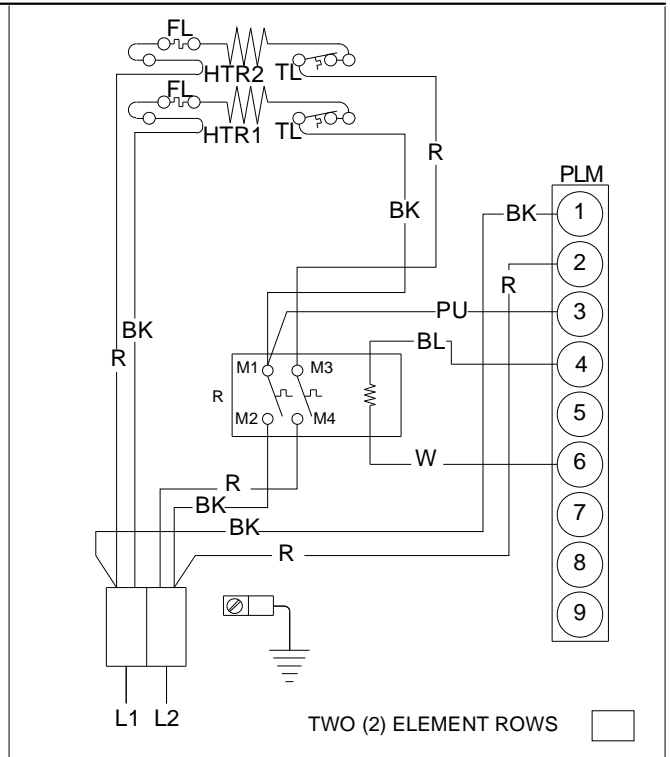 FL
HTR2 TL
FL
HTR1 TL
R
PLM
BK
BK 1
2
R
PU 3
BK
BL
R
4
M1 M3
R
5
M2 M4
W 6
R
BK
7
BK
R
8
9
L1 L2
TWO (2) ELEMENT ROWS